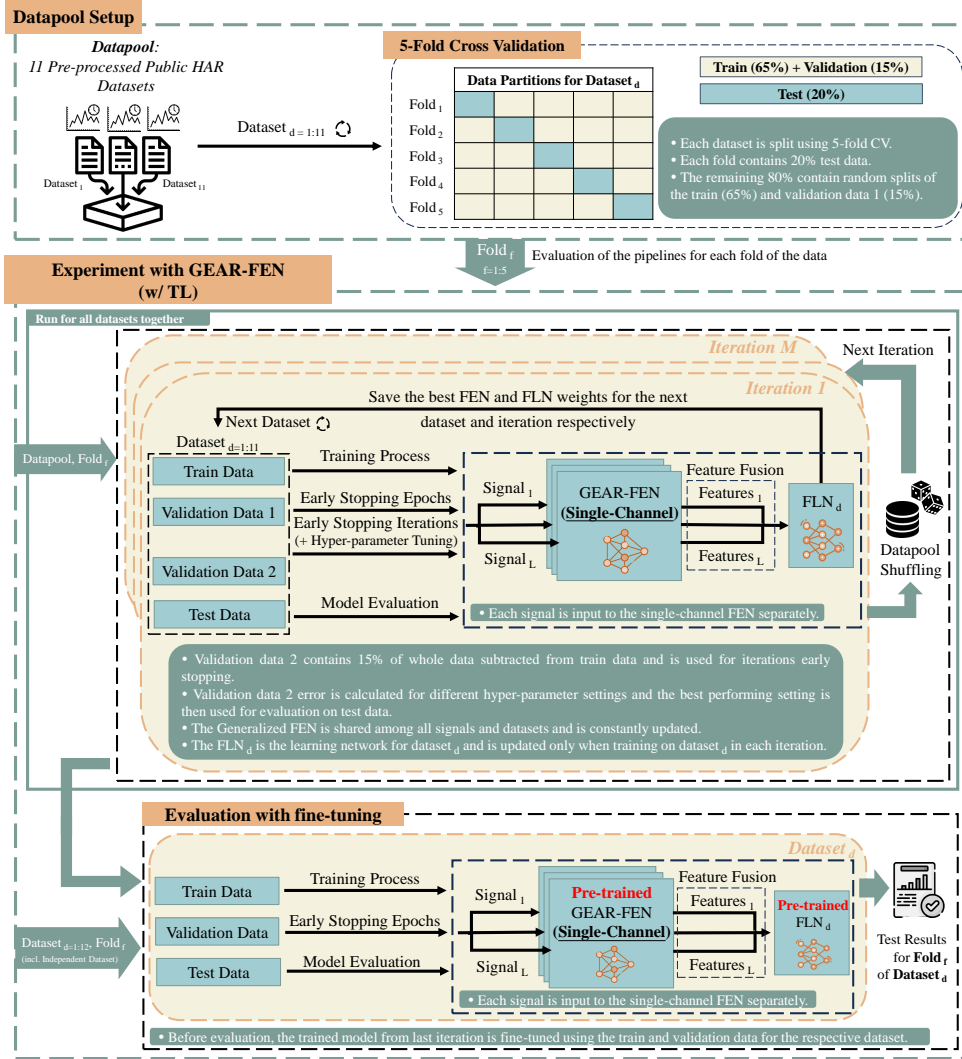 Datapool Setup
Datapool:
11 Pre-processed Public HAR
Datasets
Dataset 1
Dataset 11
Dataset d = 1:11
5-Fold Cross Validation
Data Partitions for Dataset d
Fold 1
Fold 2
Fold 3
Fold 4
Fold 5
Train (65%) + Validation (15%)
Test (20%)
• Each dataset is split using 5-fold CV.
• Each fold contains 20% test data.
• The remaining 80% contain random splits of
the train (65%) and validation data 1 (15%).
Fold f
f=1:5
Evaluation of the pipelines for each fold of the data
Experiment with GEAR-FEN
(w/ TL)
Run for all datasets together
Iteration M
Iteration 1
Next Iteration
Save the best FEN and FLN weights for the next
dataset and iteration respectively
Next Dataset
Dataset d=1:11
Datapool, Fold f
Train Data
Validation Data 1
Validation Data 2
Test Data
Training Process
Early Stopping Epochs
Early Stopping Iterations
(+ Hyper-parameter Tuning)
Model Evaluation
Signal 1
Signal L
GEAR-FEN
(Single-Channel)
Feature Fusion
Features 1
Features L
FLN d
Datapool
Shuffling
• Each signal is input to the single-channel FEN separately.
• Validation data 2 contains 15% of whole data subtracted from train data and is used for iterations early
stopping.
• Validation data 2 error is calculated for different hyper-parameter settings and the best performing setting is
then used for evaluation on test data.
• The Generalized FEN is shared among all signals and datasets and is constantly updated.
• The FLN d is the learning network for dataset d and is updated only when training on dataset d in each iteration.
Evaluation with fine-tuning
Dataset d
Dataset d=1:12, Fold f
(incl. Independent Dataset)
Train Data
Validation Data
Test Data
Training Process
Early Stopping Epochs
Model Evaluation
Signal 1
Signal L
Pre-trained
GEAR-FEN
(Single-Channel)
Feature Fusion
Features 1
Features L
Pre-trained
FLN d
Test Results
for Fold f
of Dataset d
• Each signal is input to the single-channel FEN separately.
• Before evaluation, the trained model from last iteration is fine-tuned using the train and validation data for the respective dataset.